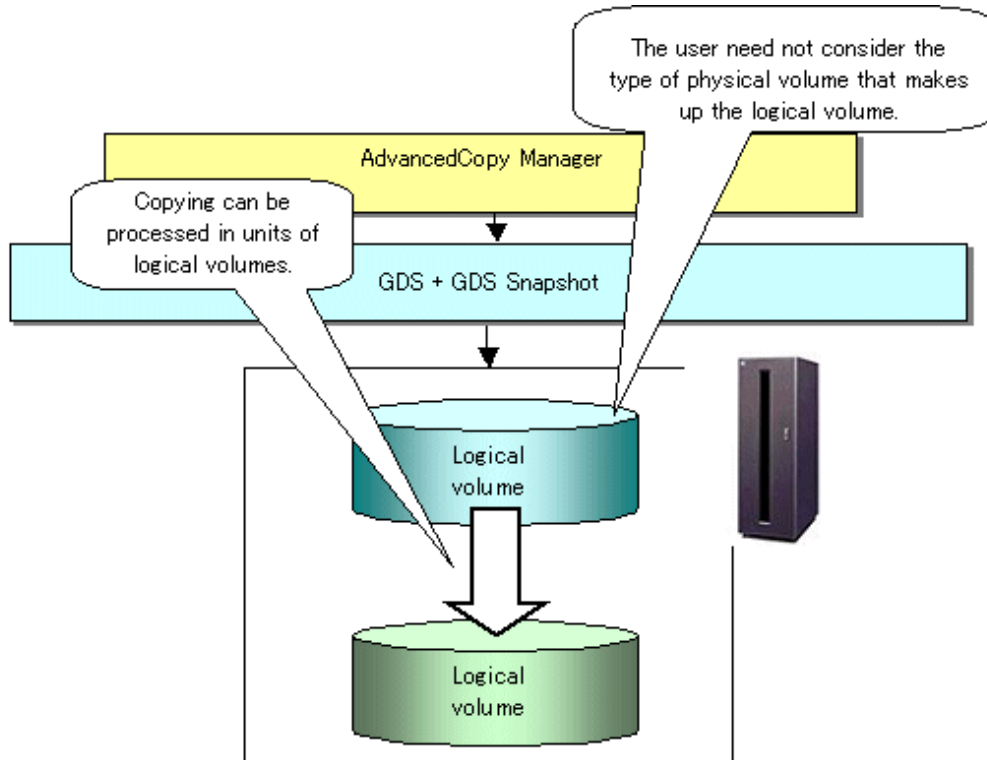 The user need not consider the
type of physical volume that makes
up the logical volume.
AdvancedCopy Manager
Copying can be
processed in units of
logical volumes.
GDS + GDS Snapshot
Logical
volume
Logical
volume